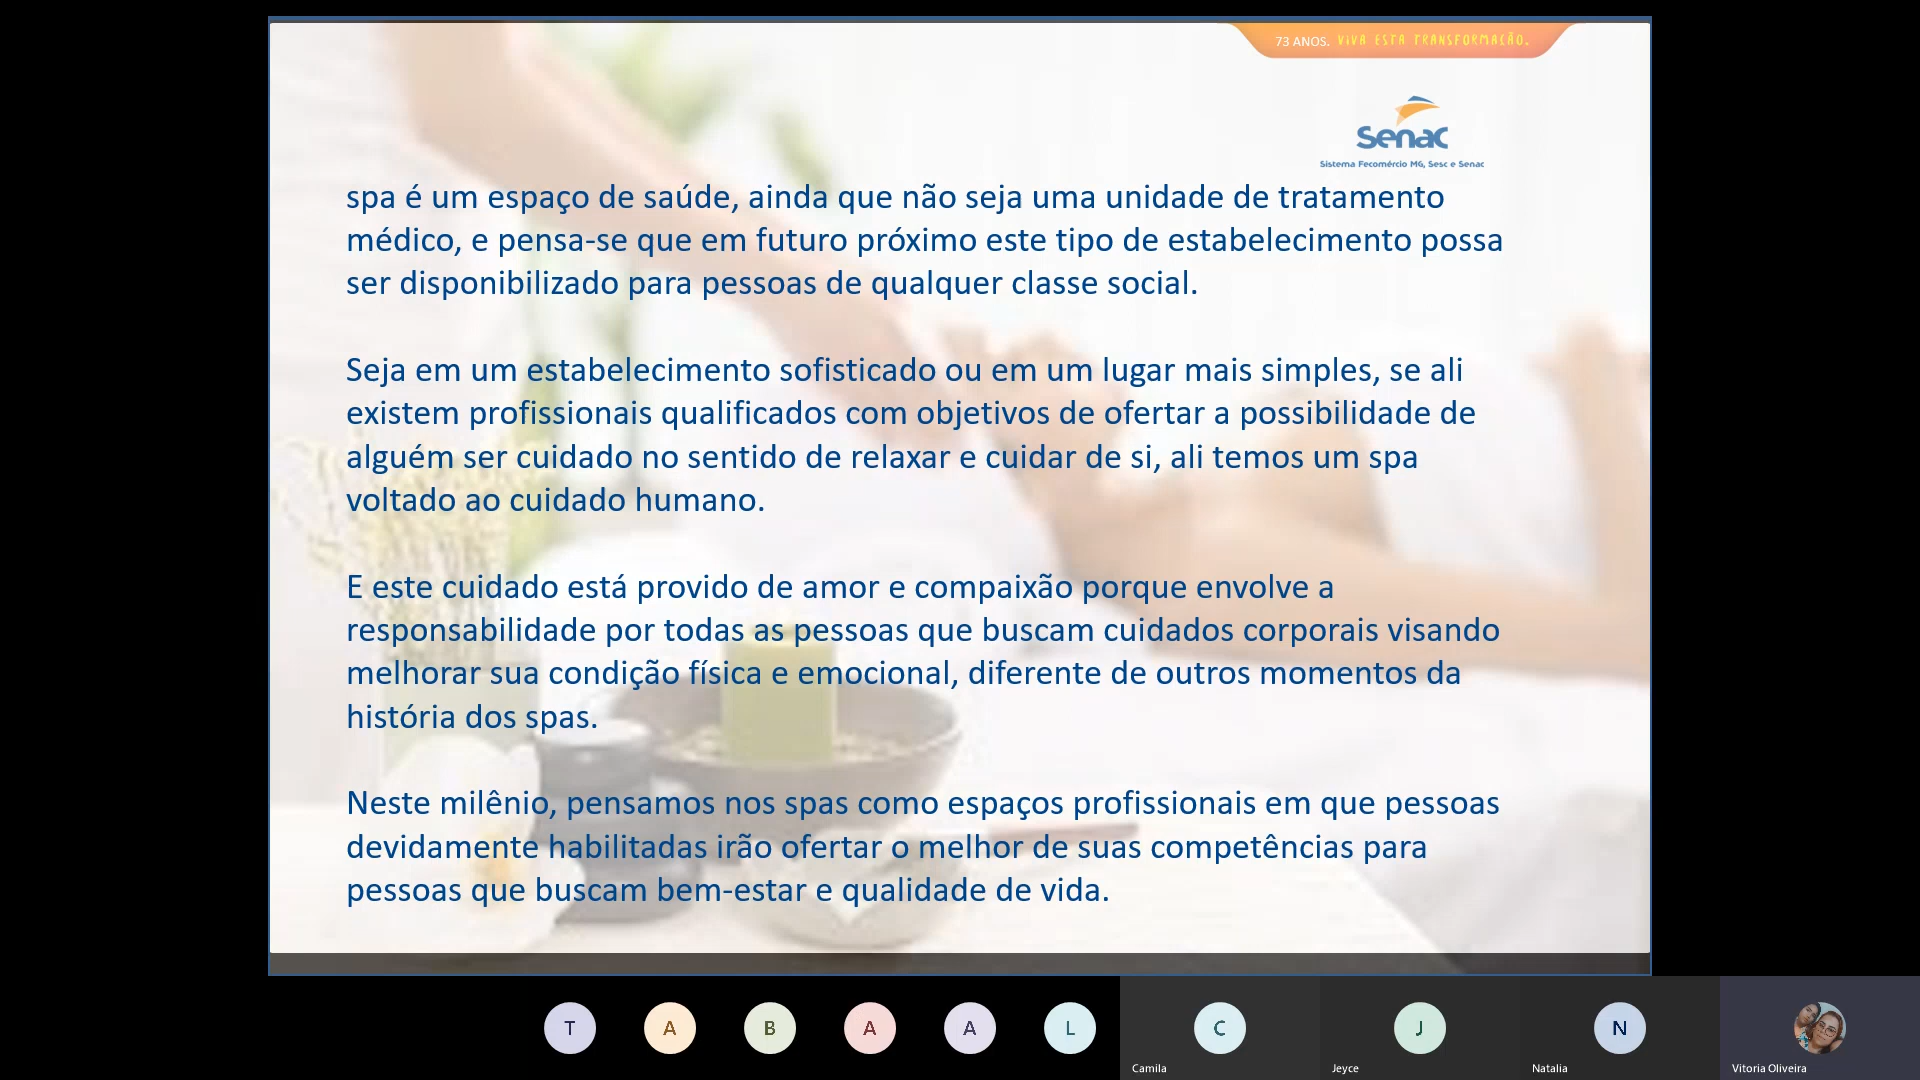 73 ANOS. VIVA ESTA TRANSFORMAÇÃO.
Senac
Sistema Fecomércio MG, Sesc e Senac
spa é um espaço de saúde, ainda que não seja uma unidade de tratamento
médico, e pensa-se que em futuro próximo este tipo de estabelecimento possa
ser disponibilizado para pessoas de qualquer classe social.
Seja em um estabelecimento sofisticado ou em um lugar mais simples, se ali
existem profissionais qualificados com objetivos de ofertar a possibilidade de
alguém ser cuidado no sentido de relaxar e cuidar de si, ali temos um spa
voltado ao cuidado humano.
E este cuidado está provido de amor e compaixão porque envolve a
responsabilidade por todas as pessoas que buscam cuidados corporais visando
melhorar sua condição física e emocional, diferente de outros momentos da
história dos spas.
Neste milênio, pensamos nos spas como espaços profissionais em que pessoas
devidamente habilitadas irão ofertar o melhor de suas competências para
pessoas que buscam bem-estar e qualidade de vida.
T A B A A L C J N
Camila Jeyce Natalia Vitoria Oliveira